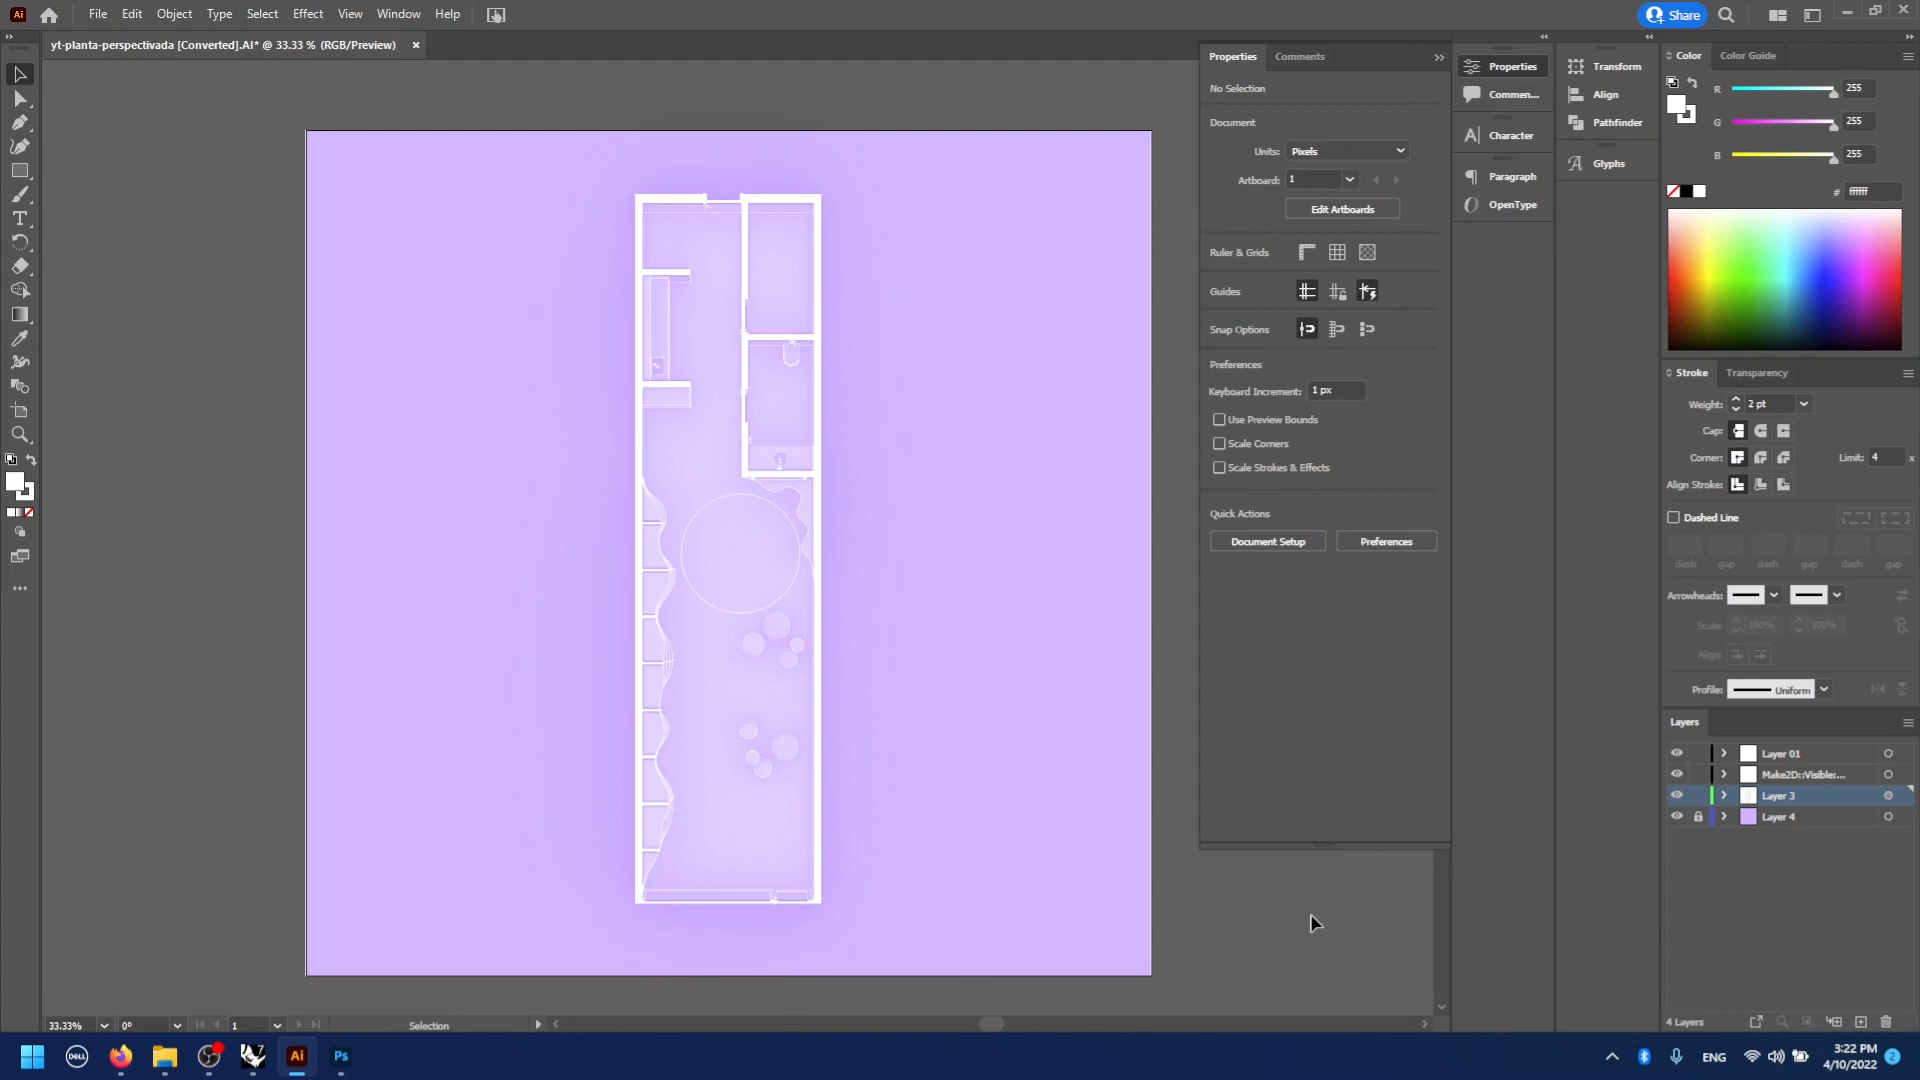 Ai File Edit Object Type Select Effect View Window Help Share
yt-planta-perspectivada [Converted].AI* @ 33.33 % (RGB/Preview) ×
Properties Comments
No Selection
Document
Units: Pixels
Artboard: 1
Edit Artboards
Ruler & Grids
Guides
Snap Options
Preferences
Keyboard Increment: 1 px
Use Preview Bounds
Scale Corners
Scale Strokes & Effects
Quick Actions
Document Setup Preferences
Properties
Commen...
Character
Paragraph
OpenType
Transform
Align
Pathfinder
Glyphs
Color Color Guide
R 255
G 255
B 255
# ffffff
Stroke Transparency
Weight: 2 pt
Cap:
Corner: Limit: 4 x
Align Stroke:
Dashed Line
dash gap dash gap dash gap
Arrowheads:
Scale: 100% 100%
Align:
Profile: Uniform
Layers
Layer 01
Make2D::Visible:...
Layer 3
Layer 4
4 Layers
33.33% 0° 1 Selection
DELL Ai Ps ENG 3:22 PM
4/10/2022 2